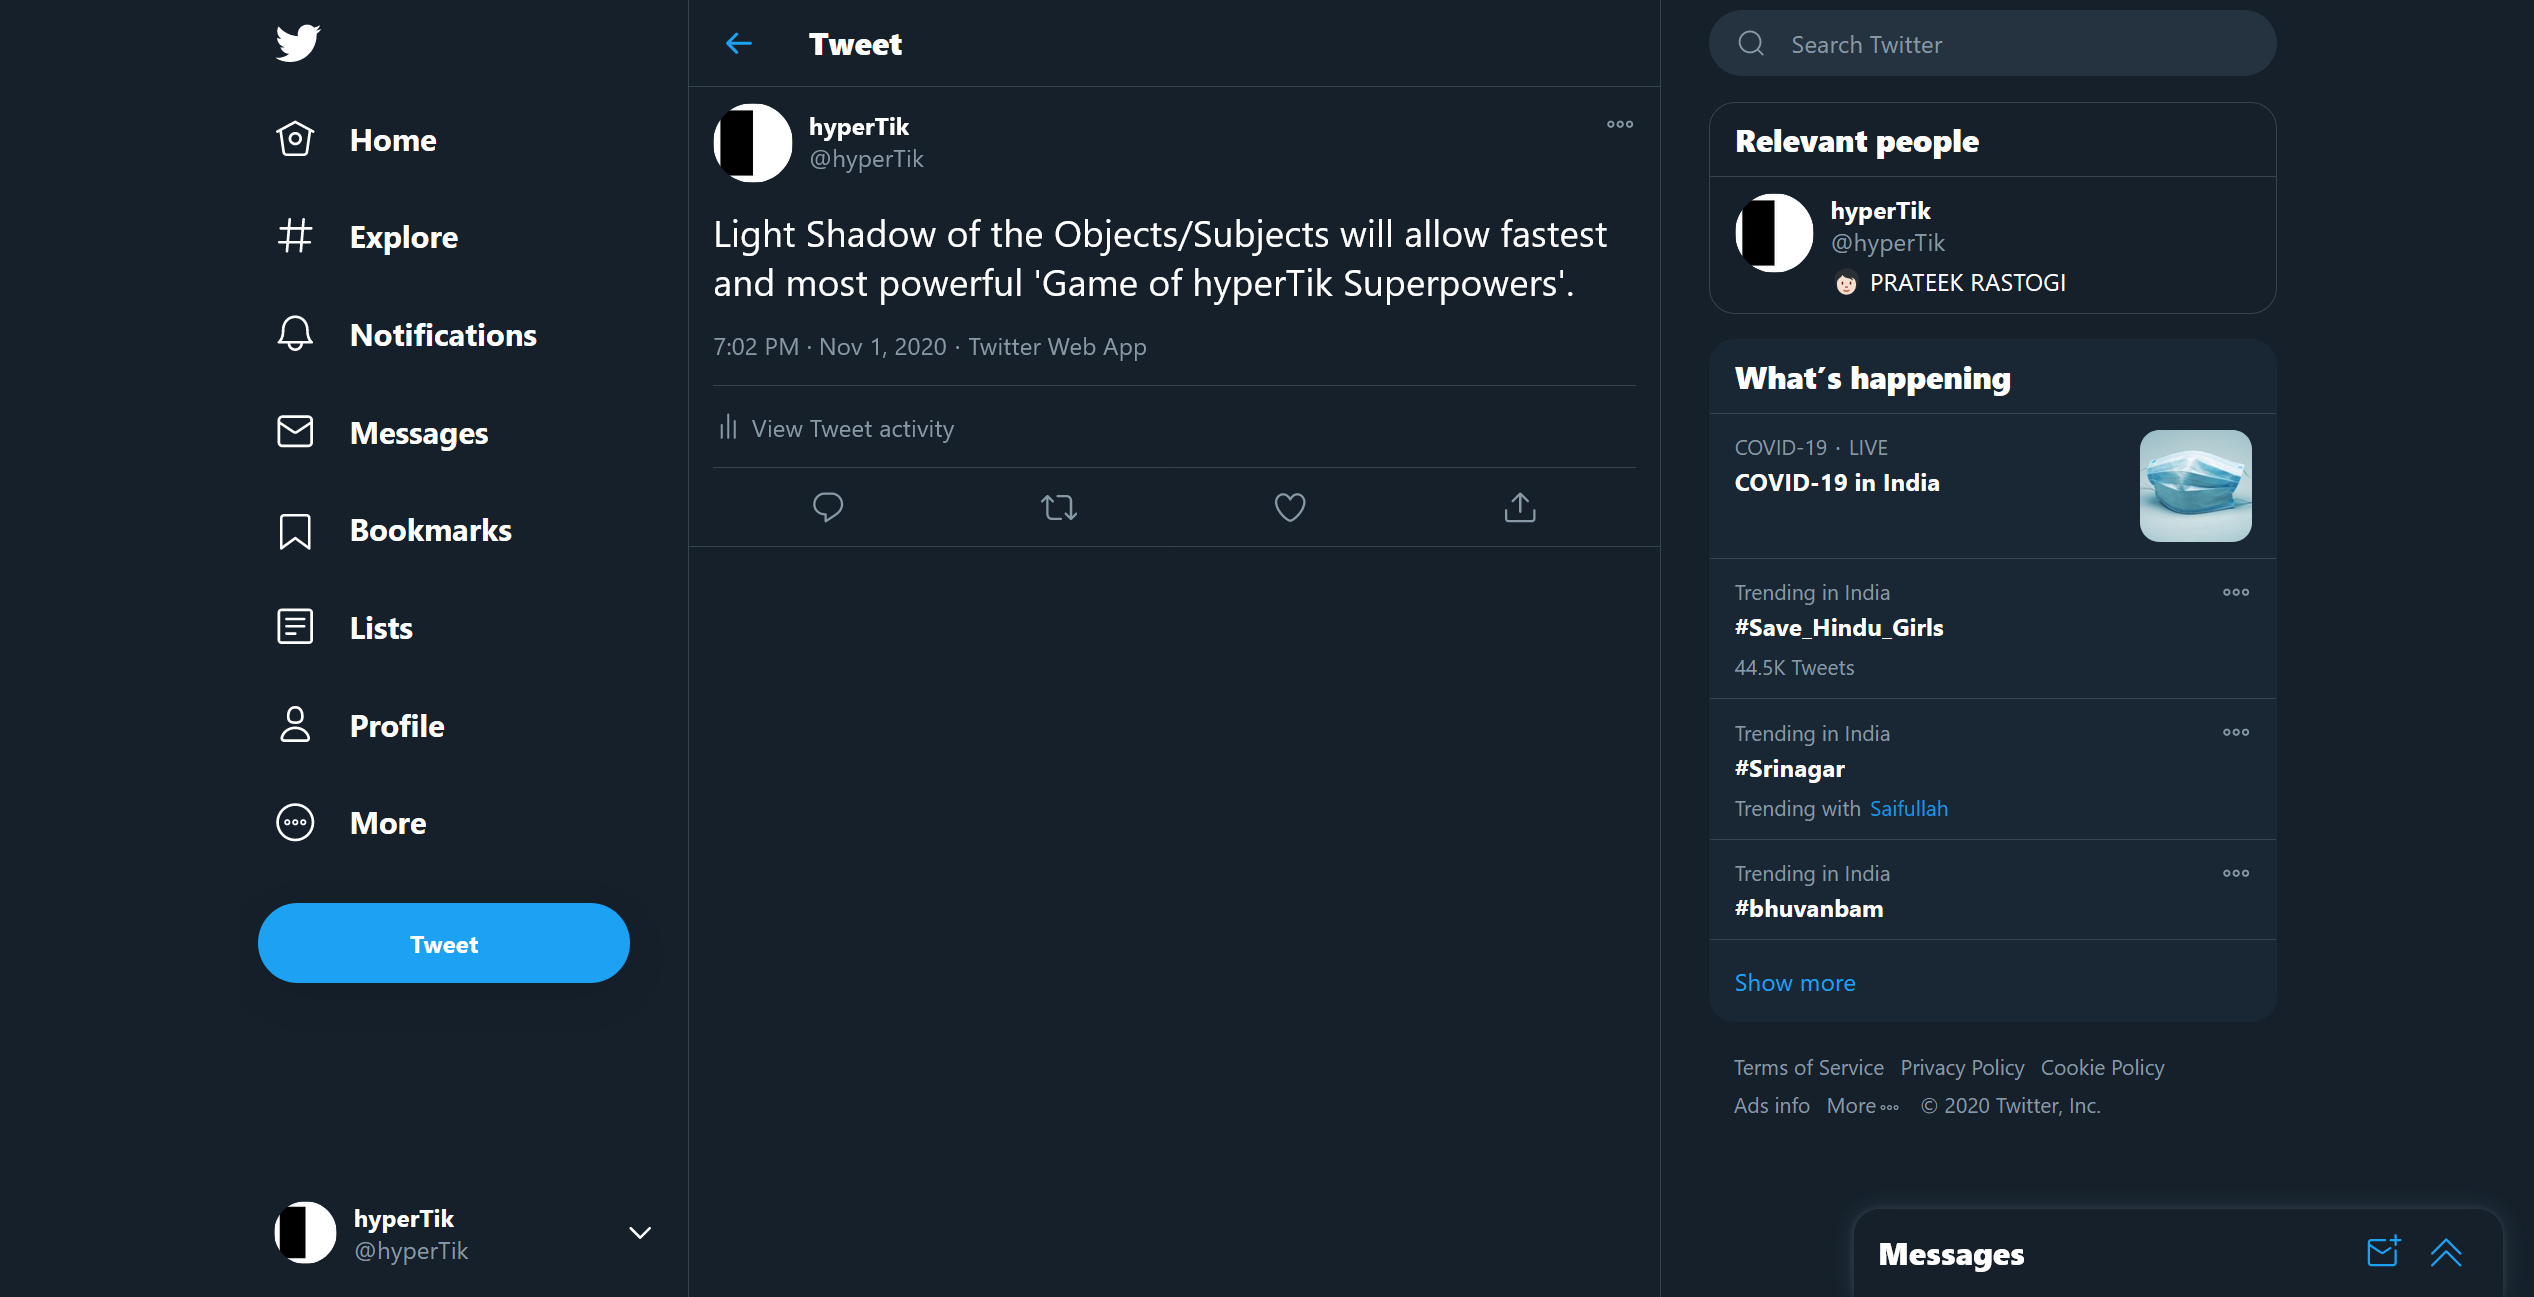 Home
Explore
Notifications
Messages
Bookmarks
Lists
Profile
More
Tweet
hyperTik
@hyperTik
Tweet
hyperTik
@hyperTik
Light Shadow of the Objects/Subjects will allow fastest
and most powerful 'Game of hyperTik Superpowers'.
7:02 PM · Nov 1, 2020 · Twitter Web App
View Tweet activity
Search Twitter
Relevant people
hyperTik
@hyperTik
PRATEEK RASTOGI
What´s happening
COVID-19 · LIVE
COVID-19 in India
Trending in India
#Save_Hindu_Girls
44.5K Tweets
Trending in India
#Srinagar
Trending with Saifullah
Trending in India
#bhuvanbam
Show more
Terms of Service Privacy Policy Cookie Policy
Ads info More © 2020 Twitter, Inc.
Messages